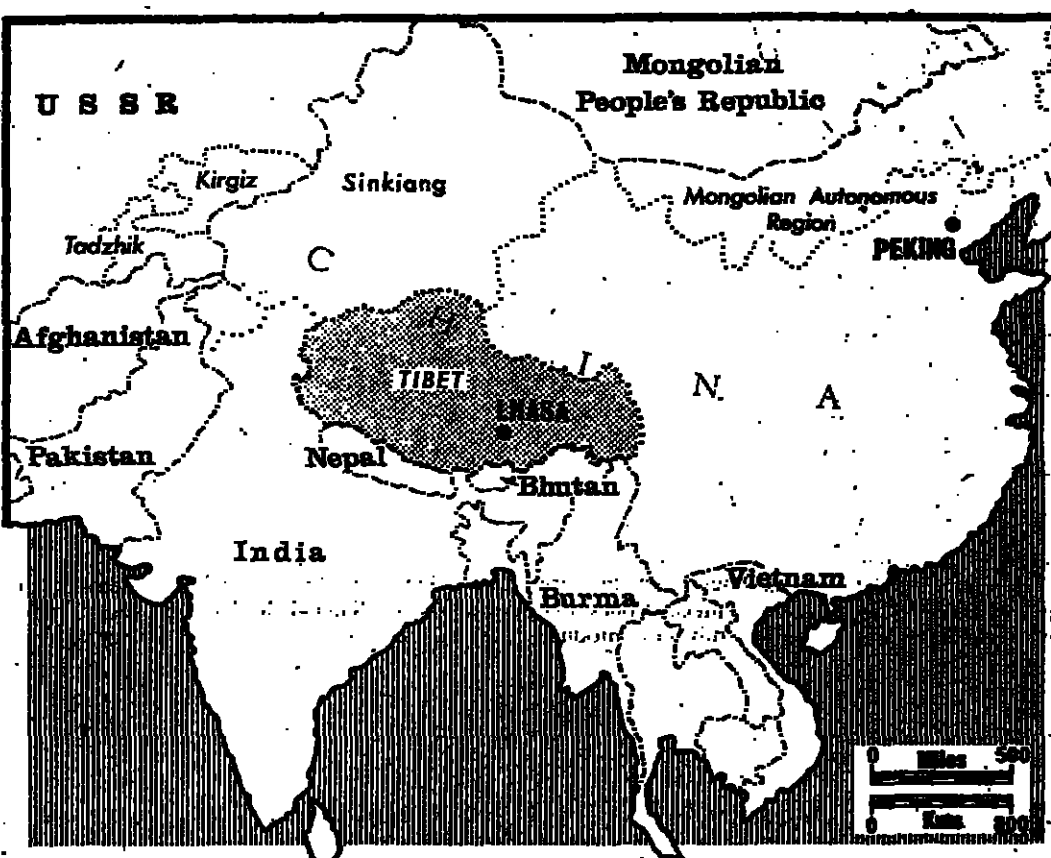 Mongolian
People's Republic
U S S R
Kirgiz
Sinkiang
Mongolian Autonomous
Region
Tadzhik
PEKING
C H I N A
Afghanistan
TIBET
LHASA
Pakistan
Nepal
Bhutan
India
Vietnam
Burma
0 Miles 500
Kms.
0 800